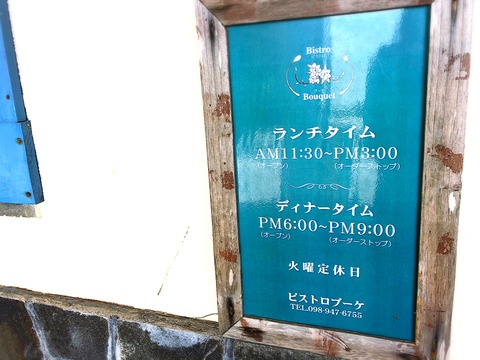 Bistro
Bouquet
ランチタイム
AM11:30~PM3:00
(オープン) (オーダーストップ)
ディナータイム
PM6:00~PM9:00
(オープン) (オーダーストップ)
火曜定休日
ビストロブーケ
TEL.098-947-6755